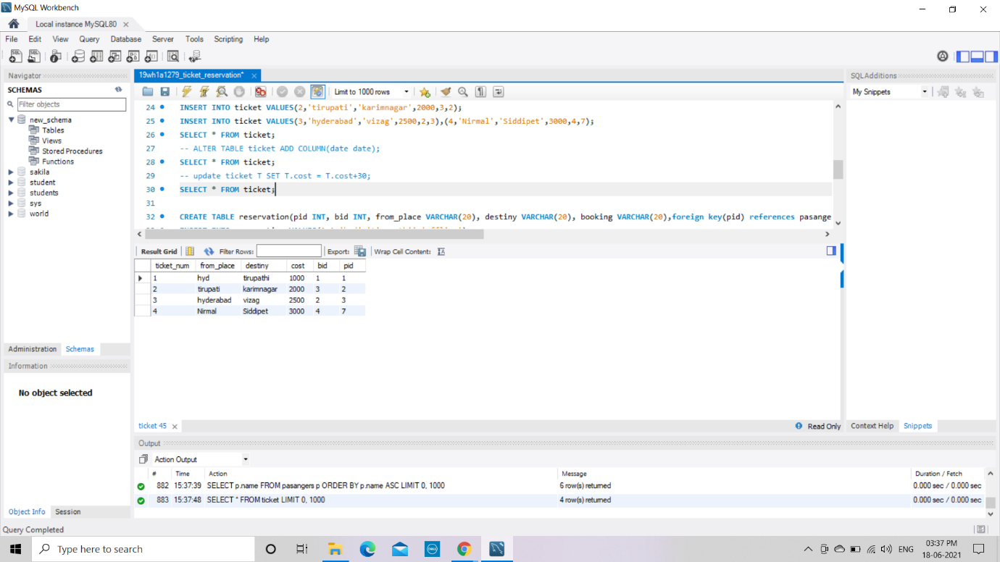 MySQL Workbench
Local instance MySQL80
File Edit View Query Database Server Tools Scripting Help
Navigator
SCHEMAS
Filter objects
new_schema
Tables
Views
Stored Procedures
Functions
sakila
student
students
sys
world
Administration Schemas
Information
No object selected
Object Info Session
19wh1a1279_ticket_reservation*
Limit to 1000 rows
24 INSERT INTO ticket VALUES(2,'tirupati','karimnagar',2000,3,2);
25 INSERT INTO ticket VALUES(3,'hyderabad','vizag',2500,2,3),(4,'Nirmal','Siddipet',3000,4,7);
26 SELECT * FROM ticket;
27 -- ALTER TABLE ticket ADD COLUMN(date date);
28 SELECT * FROM ticket;
29 -- update ticket T SET T.cost = T.cost+30;
30 SELECT * FROM ticket;
31
32 CREATE TABLE reservation(pid INT, bid INT, from_place VARCHAR(20), destiny VARCHAR(20), booking VARCHAR(20),foreign key(pid) references pasange
Result Grid Filter Rows: Export: Wrap Cell Content:
ticket_num from_place destiny cost bid pid
1 hyd tirupathi 1000 1 1
2 tirupati karimnagar 2000 3 2
3 hyderabad vizag 2500 2 3
4 Nirmal Siddipet 3000 4 7
ticket 45
Read Only
SQLAdditions
My Snippets
Context Help Snippets
Output
Action Output
# Time Action Message Duration / Fetch
882 15:37:39 SELECT p.name FROM pasangers p ORDER BY p.name ASC LIMIT 0, 1000 6 row(s) returned 0.000 sec / 0.000 sec
883 15:37:48 SELECT * FROM ticket LIMIT 0, 1000 4 row(s) returned 0.000 sec / 0.000 sec
Query Completed
Type here to search
ENG
03:37 PM
18-06-2021